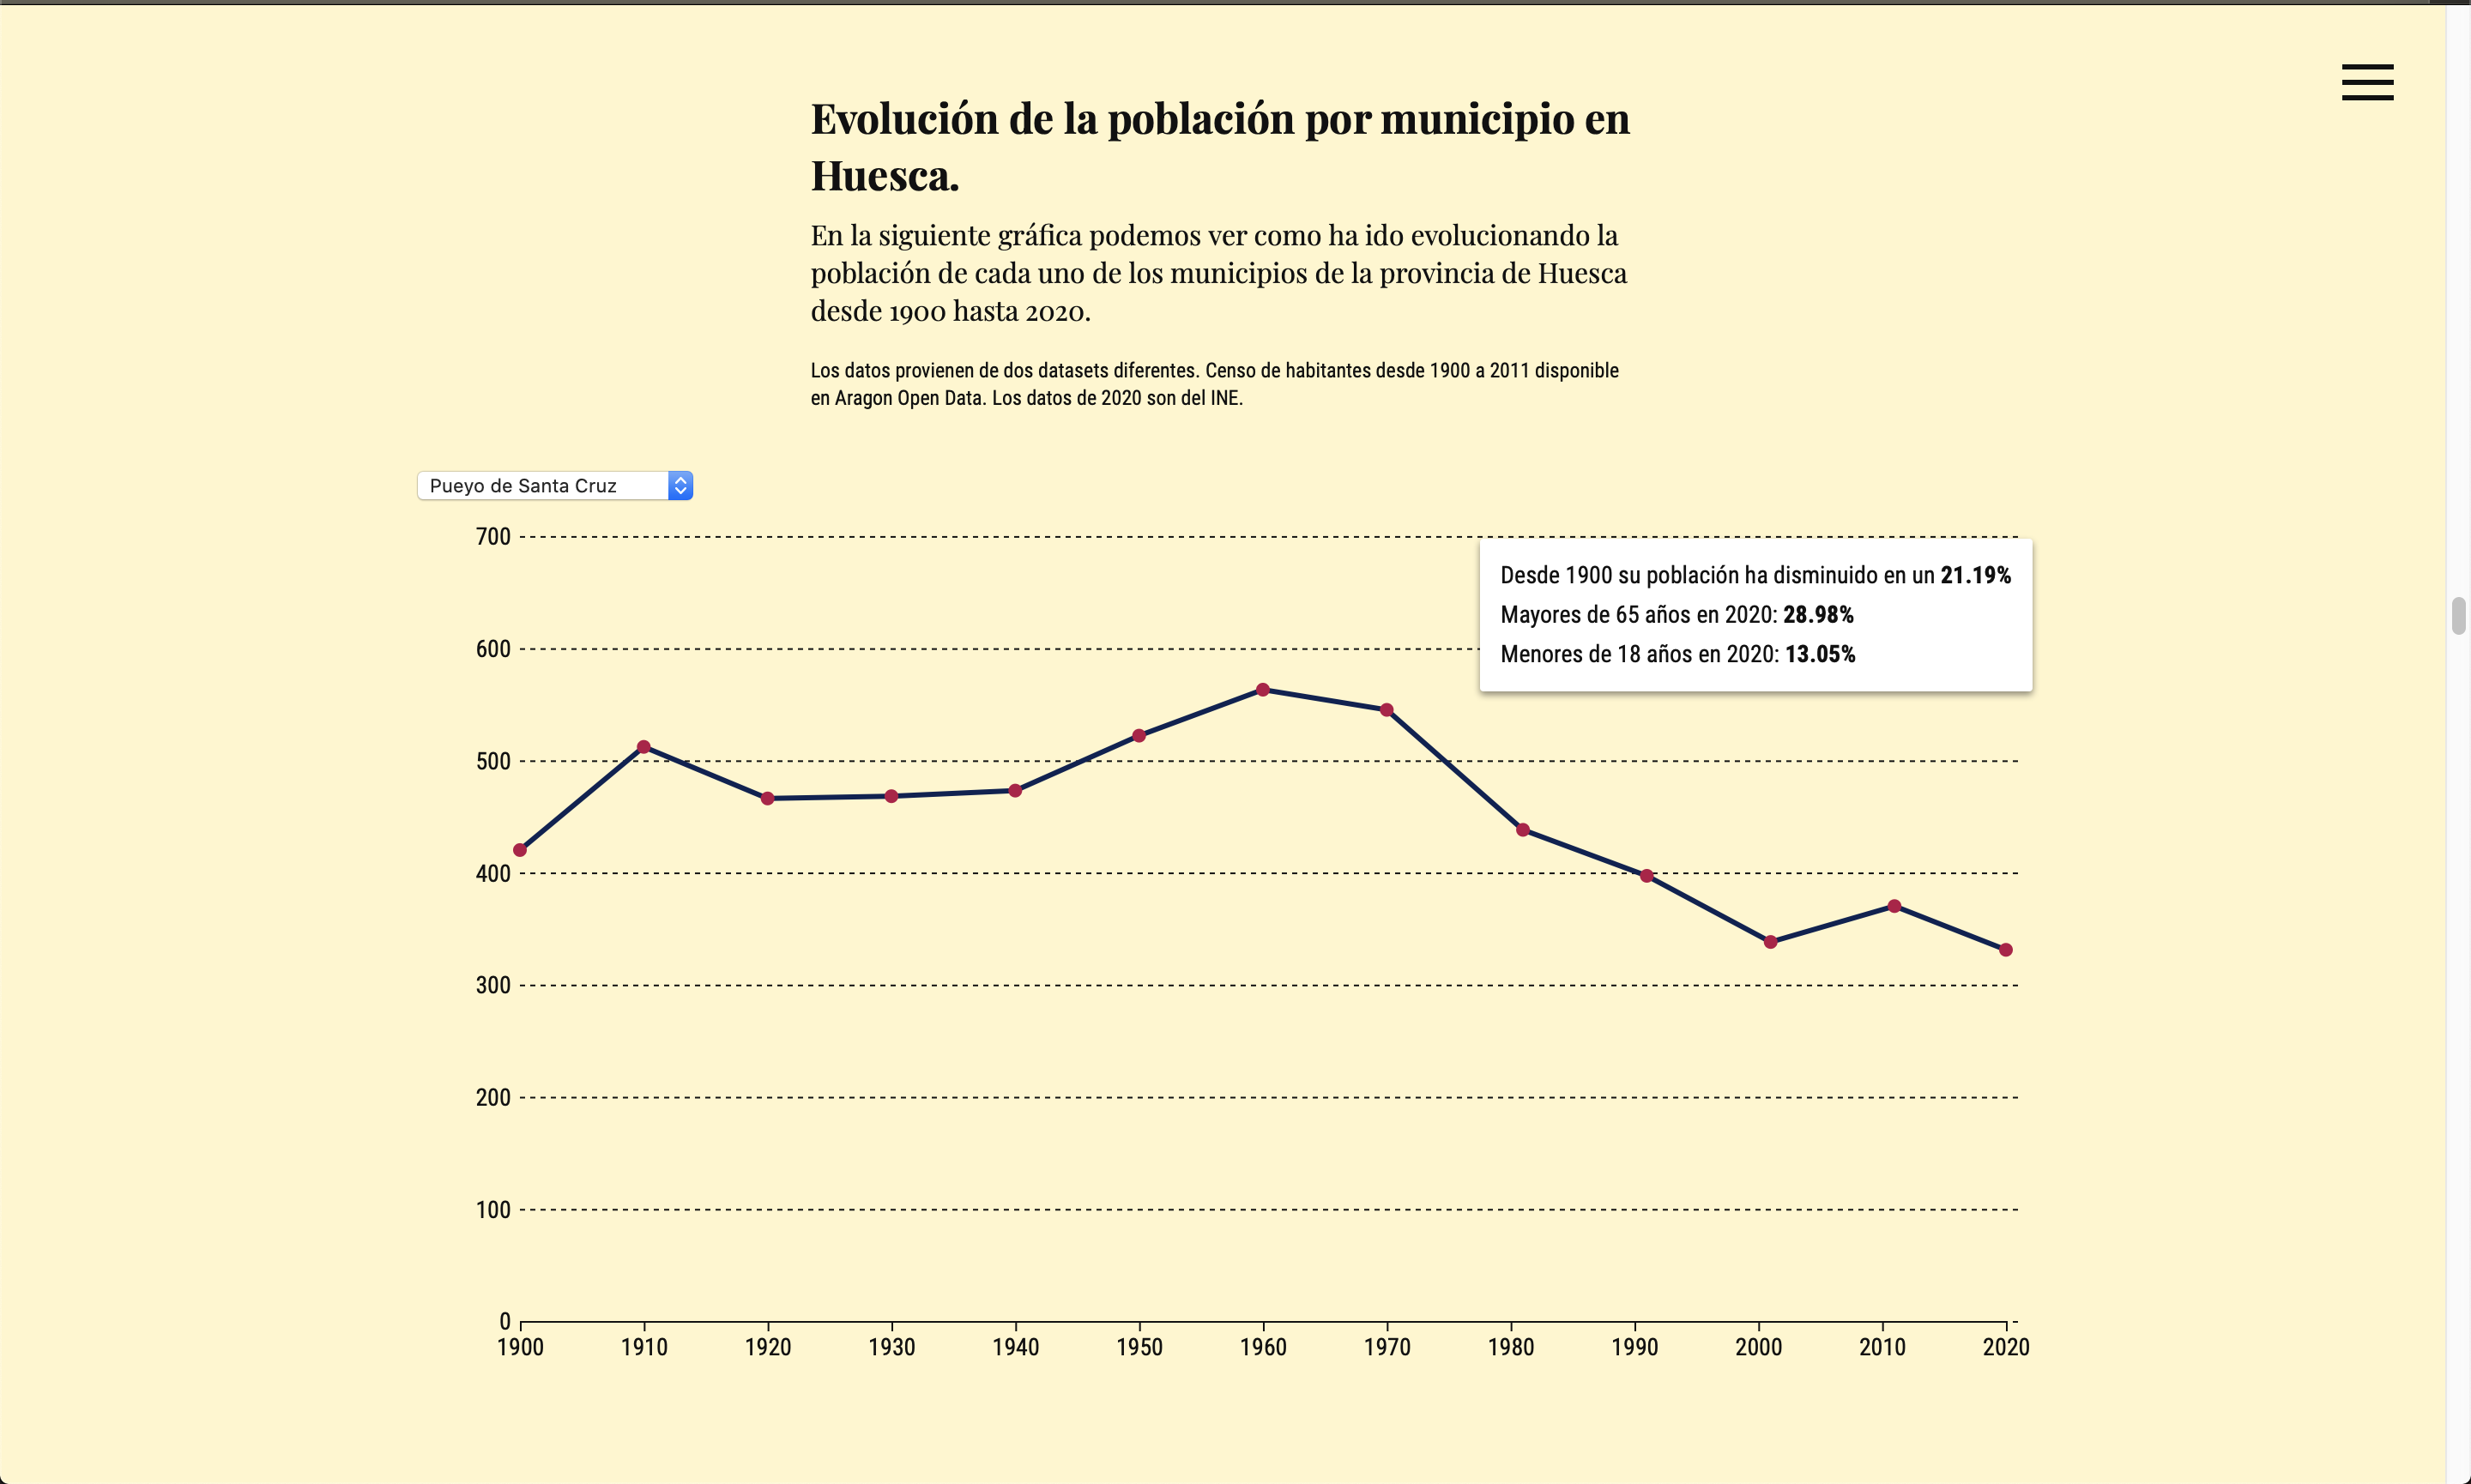 Evolución de la población por municipio en
Huesca.
En la siguiente gráfica podemos ver como ha ido evolucionando la
población de cada uno de los municipios de la provincia de Huesca
desde 1900 hasta 2020.
Los datos provienen de dos datasets diferentes. Censo de habitantes desde 1900 a 2011 disponible
en Aragon Open Data. Los datos de 2020 son del INE.
Pueyo de Santa Cruz
700
Desde 1900 su población ha disminuido en un 21.19%
Mayores de 65 años en 2020: 28.98%
Menores de 18 años en 2020: 13.05%
600
500
400
300
200
100
0
1900 1910 1920 1930 1940 1950 1960 1970 1980 1990 2000 2010 2020